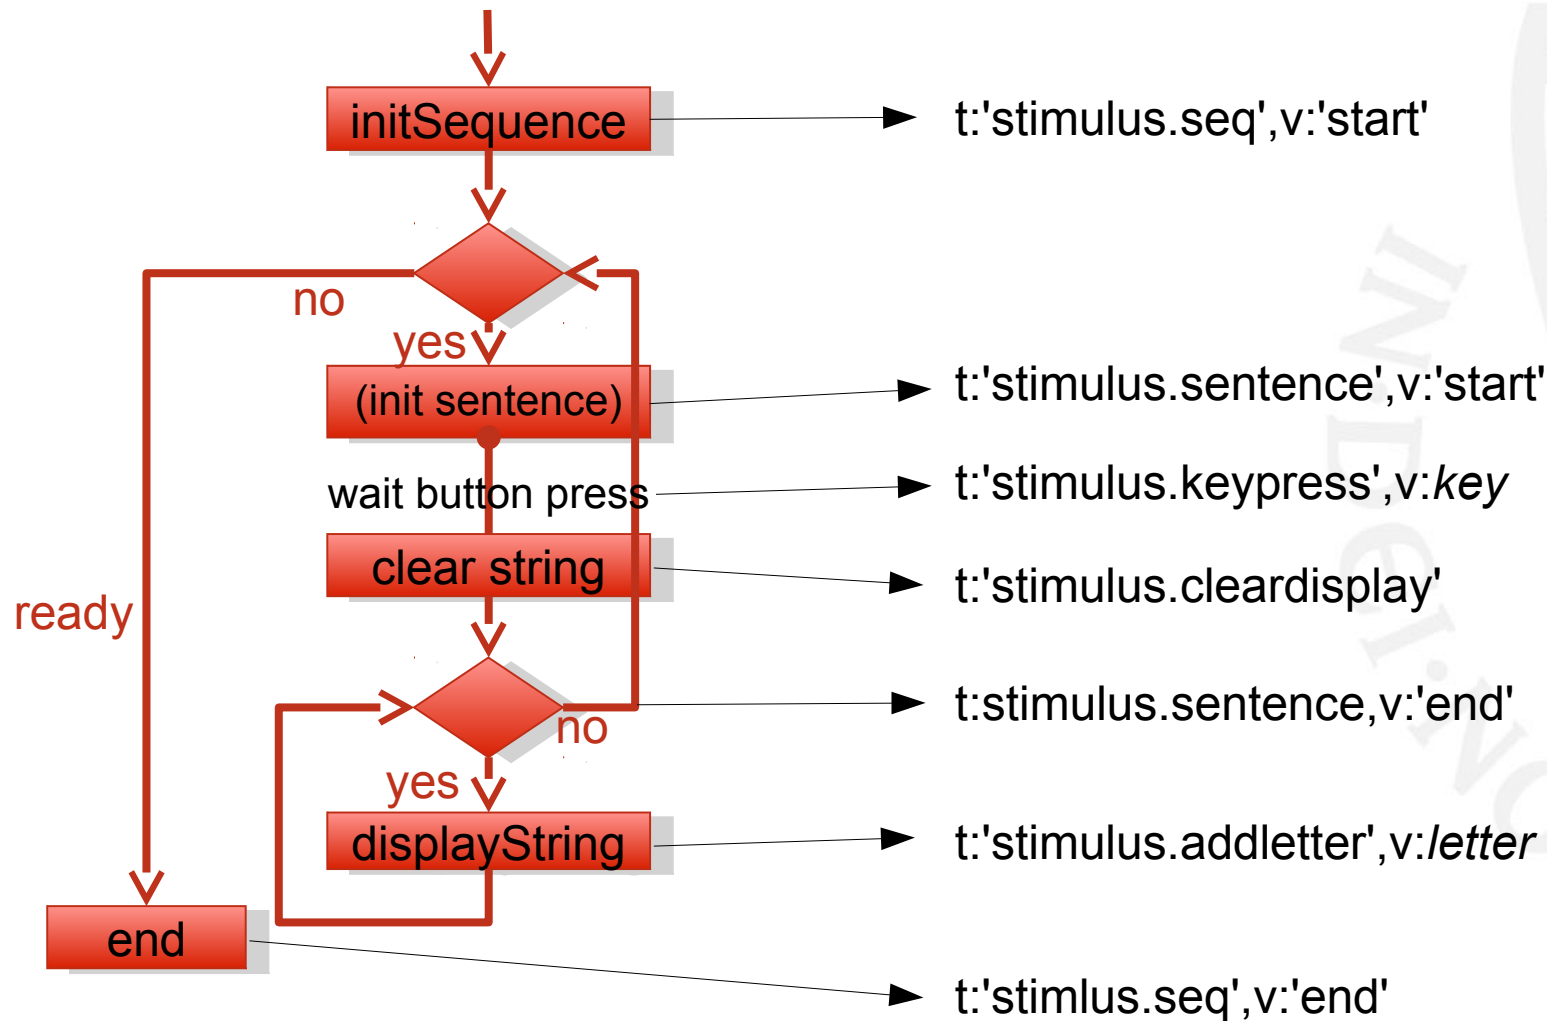 initSequence
t:'stimulus.seq',v:'start'
no
yes
(init sentence)
t:'stimulus.sentence',v:'start'
wait button press
t:'stimulus.keypress',v:key
clear string
t:'stimulus.cleardisplay'
ready
no
t:stimulus.sentence,v:'end'
yes
displayString
t:'stimulus.addletter',v:letter
end
t:'stimlus.seq',v:'end'